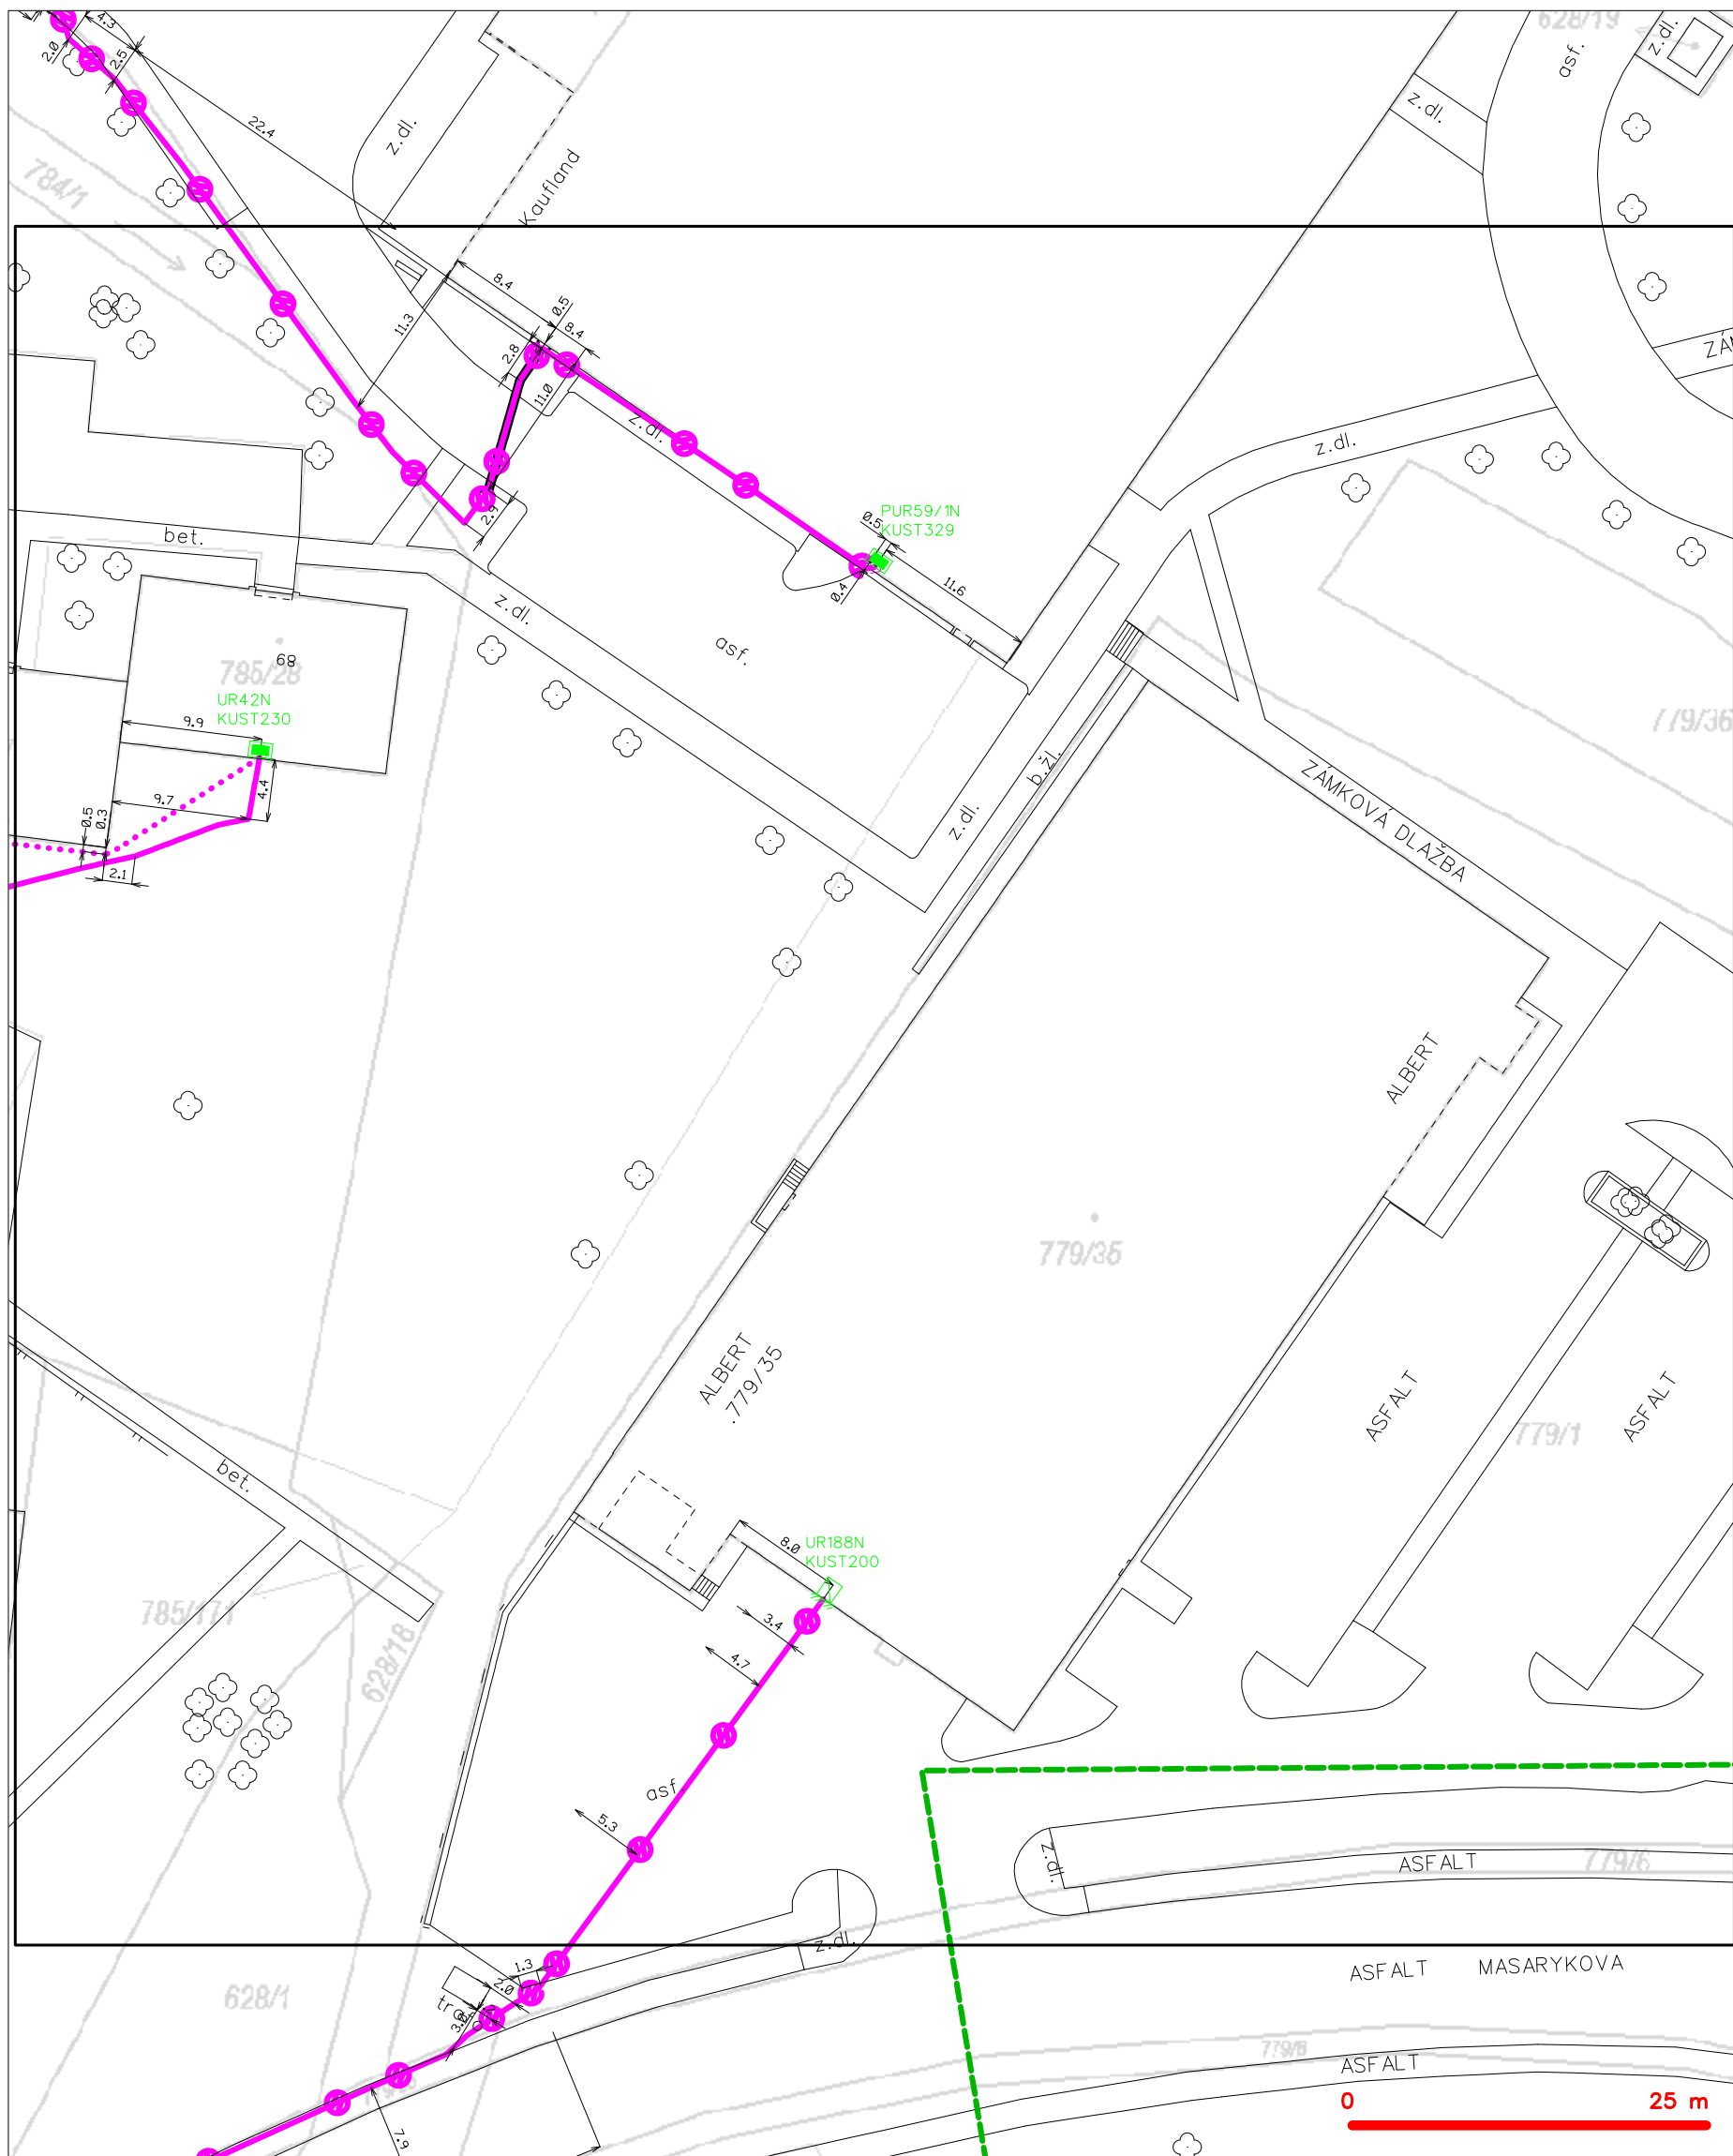 4.3
2.0
2.5
22.4
z.dl.
Kaufland
784/1
628/19
asf.
z.dl.
z.dl.
8.4
0.5
8.4
11.3
2.8
11.0
z.dl.
2.9
z.dl.
bet.
z.dl.
PUR59/1N
KUST329
0.5
0.4
11.6
asf.
68
785/28
UR42N
KUST230
9.9
9.7
4.4
0.5
0.3
2.1
779/36
b.žl.
z.dl.
ZÁMKOVÁ DLAŽBA
ALBERT
779/35
ALBERT
.779/35
ASFALT
ASFALT
779/1
bet.
8.0
UR188N
KUST200
3.4
4.7
785/171
628/18
asf.
5.3
z.dl.
ASFALT
779/6
z.dl.
1.3
2.0
628/1
ASFALT
MASARYKOVA
779/8
ASFALT
7.9
0
25 m